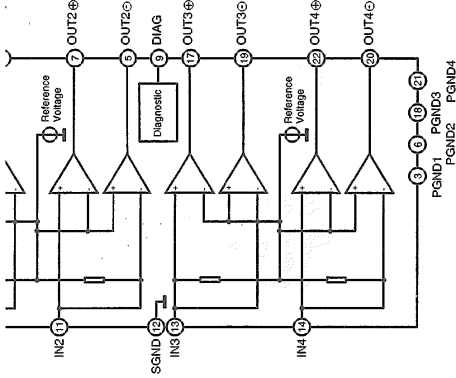 OUT2⊕
OUT2⊖
DIAG
OUT3⊕
OUT3⊖
OUT4⊕
OUT4⊖
7
5
9
17
19
22
20
Reference
Voltage
Diagnostic
Reference
Voltage
21
18
6
3
PGND4
PGND3
PGND2
PGND1
+
-
+
-
+
-
+
-
+
-
+
-
11
12
13
14
IN2
SGND
IN3
IN4